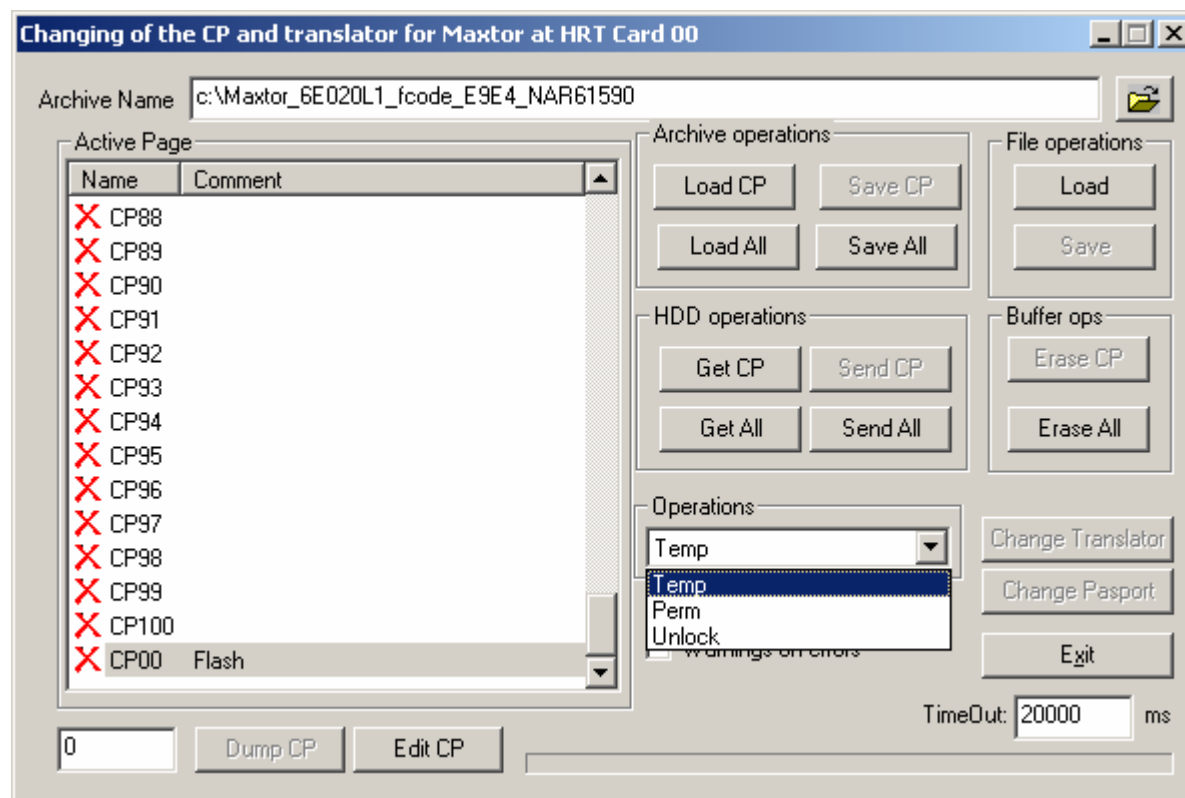 Changing of the CP and translator for Maxtor at HRT Card 00
Archive Name c:\Maxtor_6E020L1_fcode_E9E4_NAR61590
Active Page
Name Comment
CP88
CP89
CP90
CP91
CP92
CP93
CP94
CP95
CP96
CP97
CP98
CP99
CP100
CP00 Flash
0 Dump CP Edit CP
Archive operations
Load CP Save CP
Load All Save All
File operations
Load
Save
HDD operations
Get CP Send CP
Get All Send All
Buffer ops
Erase CP
Erase All
Operations
Temp
Temp
Perm
Unlock
Warnings on errors
Change Translator
Change Pasport
Exit
TimeOut: 20000 ms